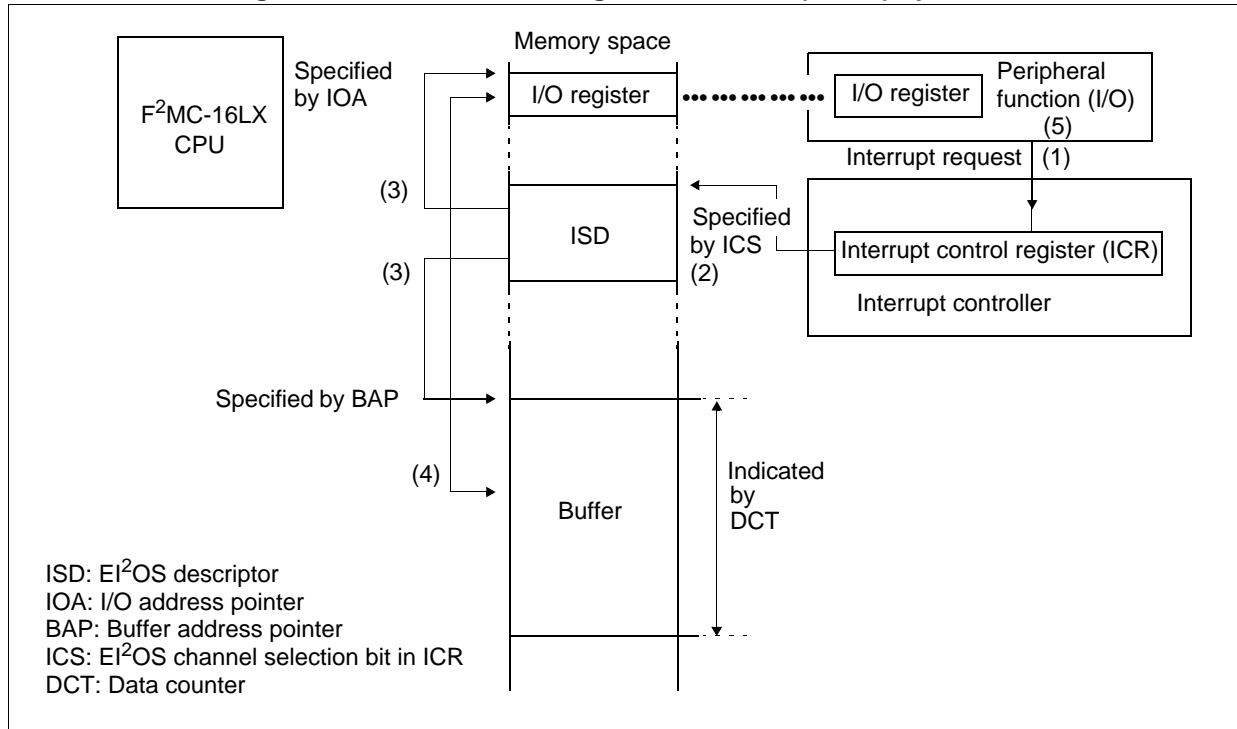 Memory space
F²MC-16LX
CPU
Specified
by IOA
I/O register
I/O register
Peripheral
function (I/O)
(5)
Interrupt request
(1)
(3)
ISD
Specified
by ICS
(2)
Interrupt control register (ICR)
Interrupt controller
(3)
Specified by BAP
(4)
Buffer
Indicated
by
DCT
ISD: EI²OS descriptor
IOA: I/O address pointer
BAP: Buffer address pointer
ICS: EI²OS channel selection bit in ICR
DCT: Data counter